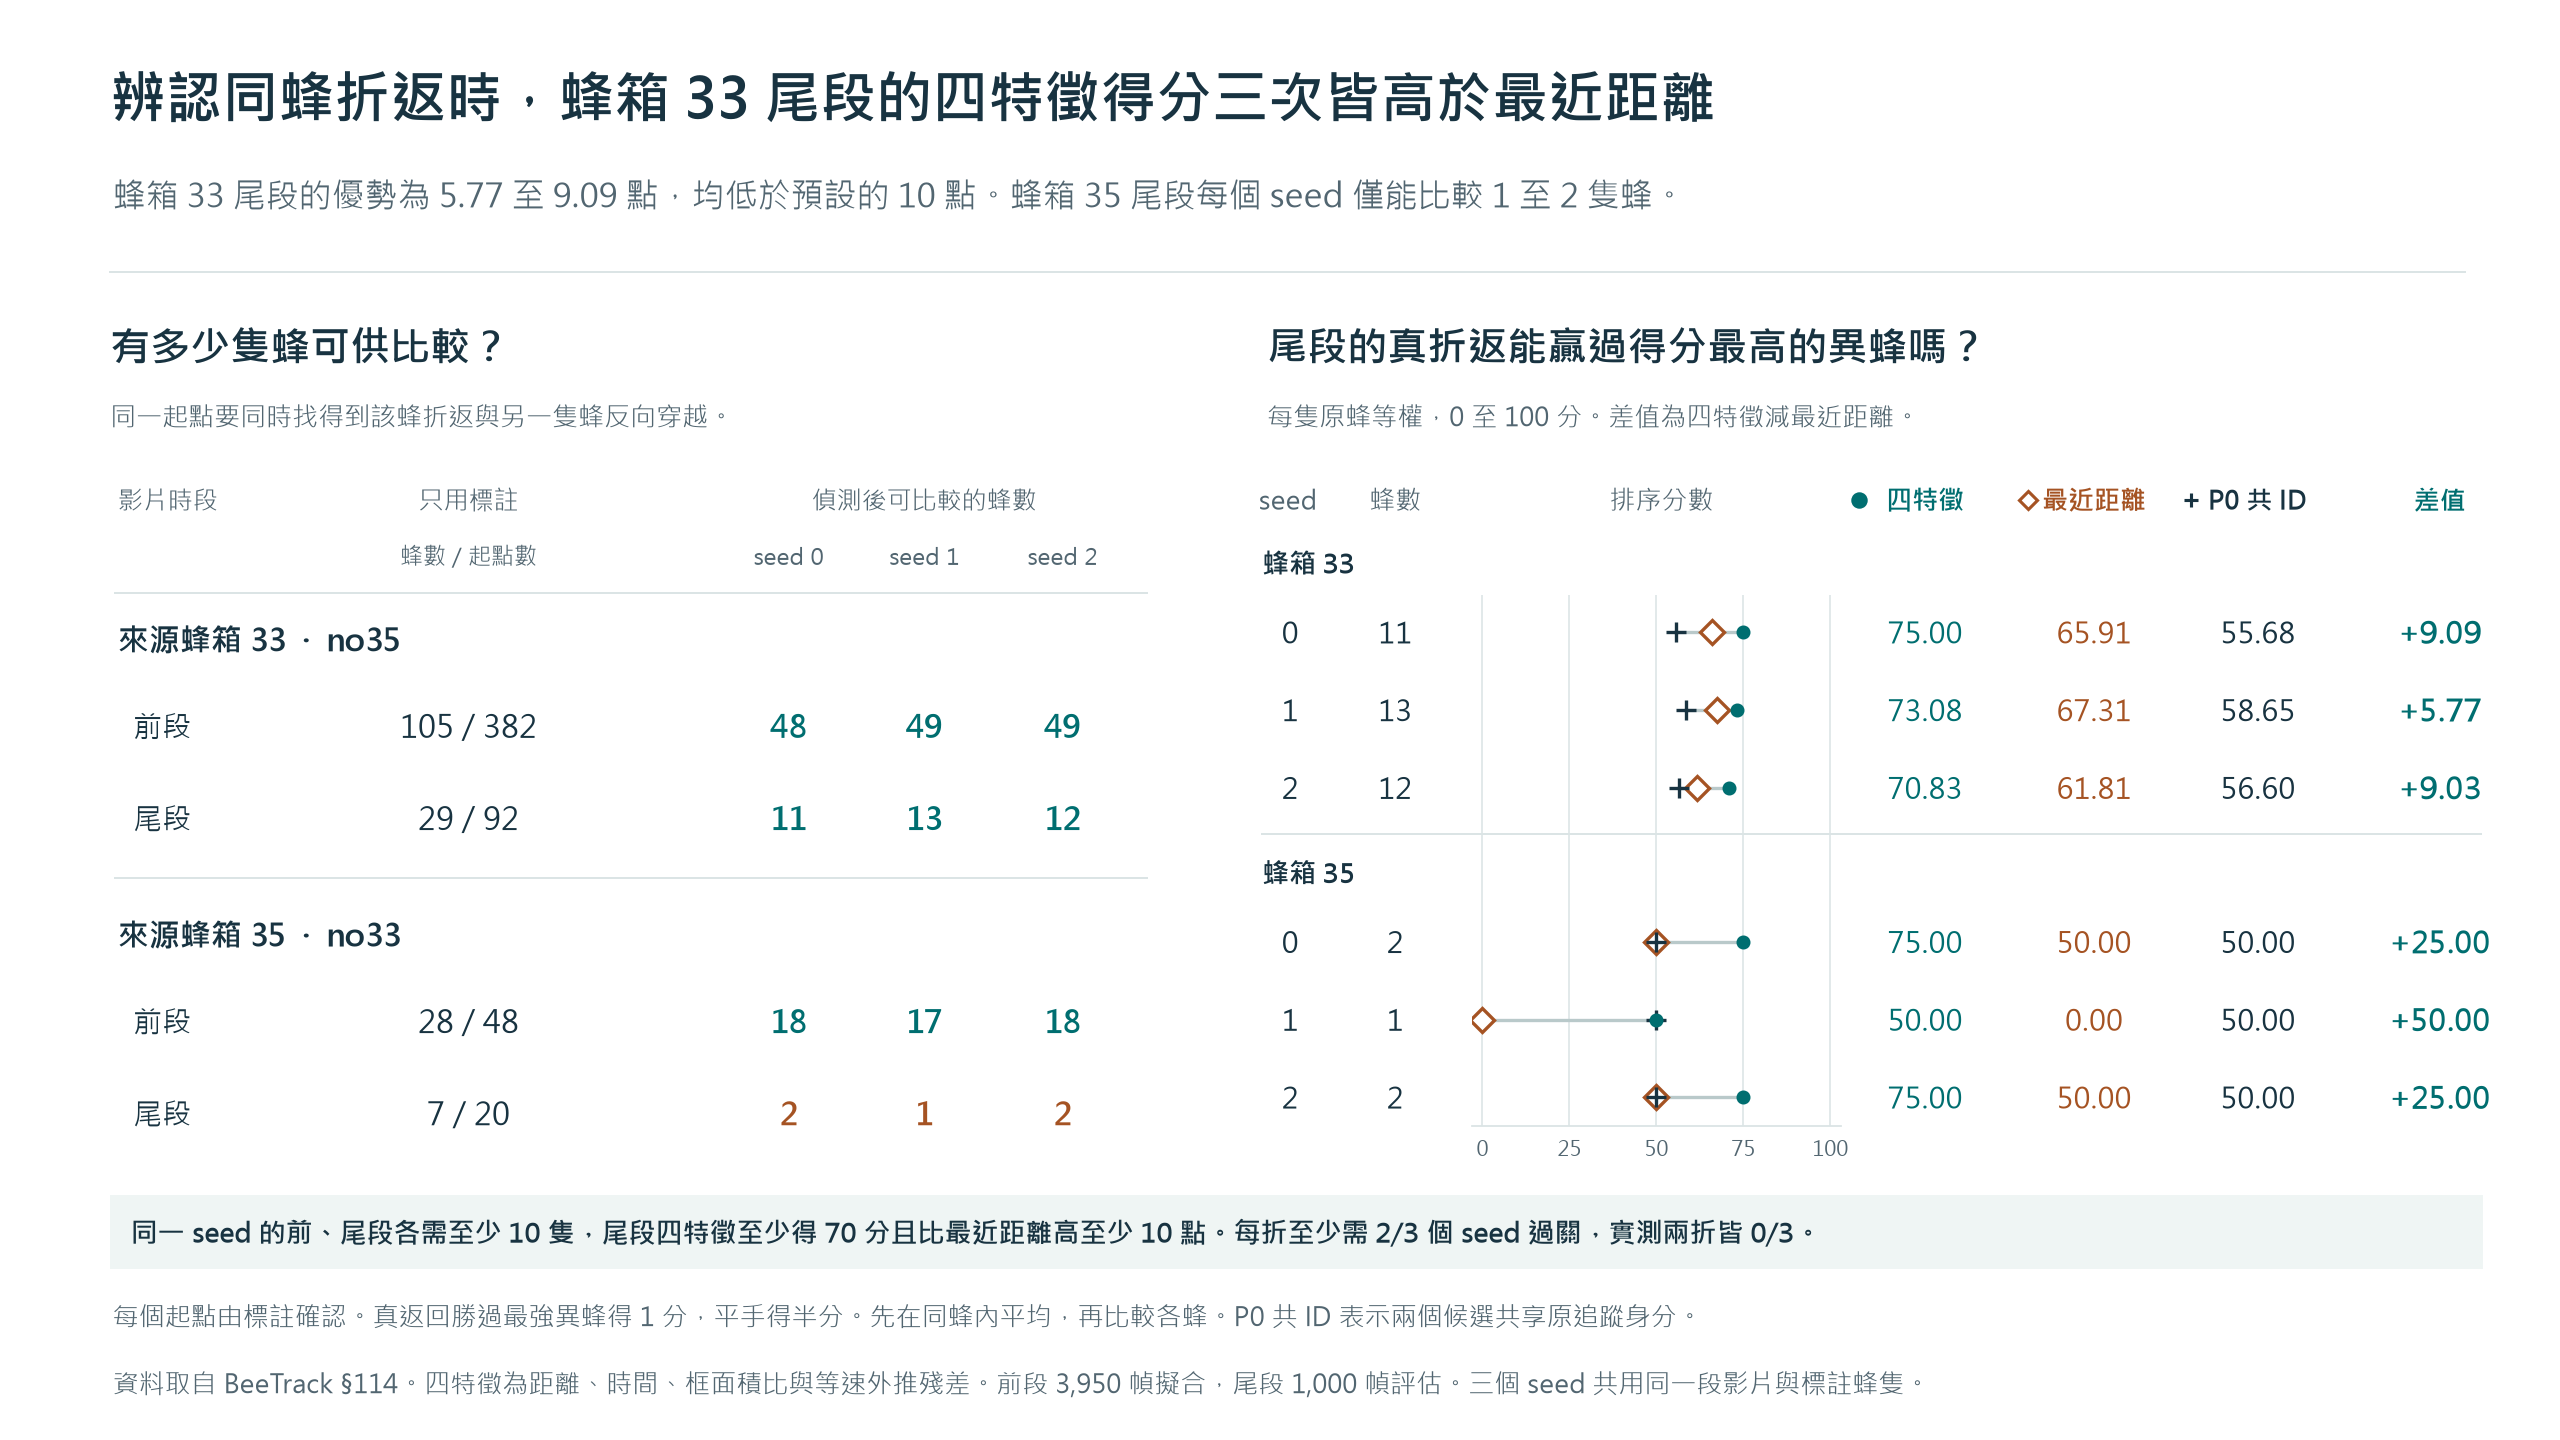 辨認同蜂折返時，蜂箱 33 尾段的四特徵得分三次皆高於最近距離
蜂箱 33 尾段的優勢為 5.77 至 9.09 點，均低於預設的 10 點。蜂箱 35 尾段每個 seed 僅能比較 1 至 2 隻蜂。
有多少隻蜂可供比較？
同一起點要同時找得到該蜂折返與另一隻蜂反向穿越。
影片時段 只用標註 偵測後可比較的蜂數
蜂數 / 起點數 seed 0 seed 1 seed 2
來源蜂箱 33 · no35
前段 105 / 382 48 49 49
尾段 29 / 92 11 13 12
來源蜂箱 35 · no33
前段 28 / 48 18 17 18
尾段 7 / 20 2 1 2
尾段的真折返能贏過得分最高的異蜂嗎？
每隻原蜂等權，0 至 100 分。差值為四特徵減最近距離。
seed 蜂數 排序分數 ● 四特徵 ◇最近距離 + P0 共 ID 差值
蜂箱 33
0 11 75.00 65.91 55.68 +9.09
1 13 73.08 67.31 58.65 +5.77
2 12 70.83 61.81 56.60 +9.03
蜂箱 35
0 2 75.00 50.00 50.00 +25.00
1 1 50.00 0.00 50.00 +50.00
2 2 75.00 50.00 50.00 +25.00
0 25 50 75 100
同一 seed 的前、尾段各需至少 10 隻，尾段四特徵至少得 70 分且比最近距離高至少 10 點。每折至少需 2/3 個 seed 過關，實測兩折皆 0/3。
每個起點由標註確認。真返回勝過最強異蜂得 1 分，平手得半分。先在同蜂內平均，再比較各蜂。P0 共 ID 表示兩個候選共享原追蹤身分。
資料取自 BeeTrack §114。四特徵為距離、時間、框面積比與等速外推殘差。前段 3,950 幀擬合，尾段 1,000 幀評估。三個 seed 共用同一段影片與標註蜂隻。